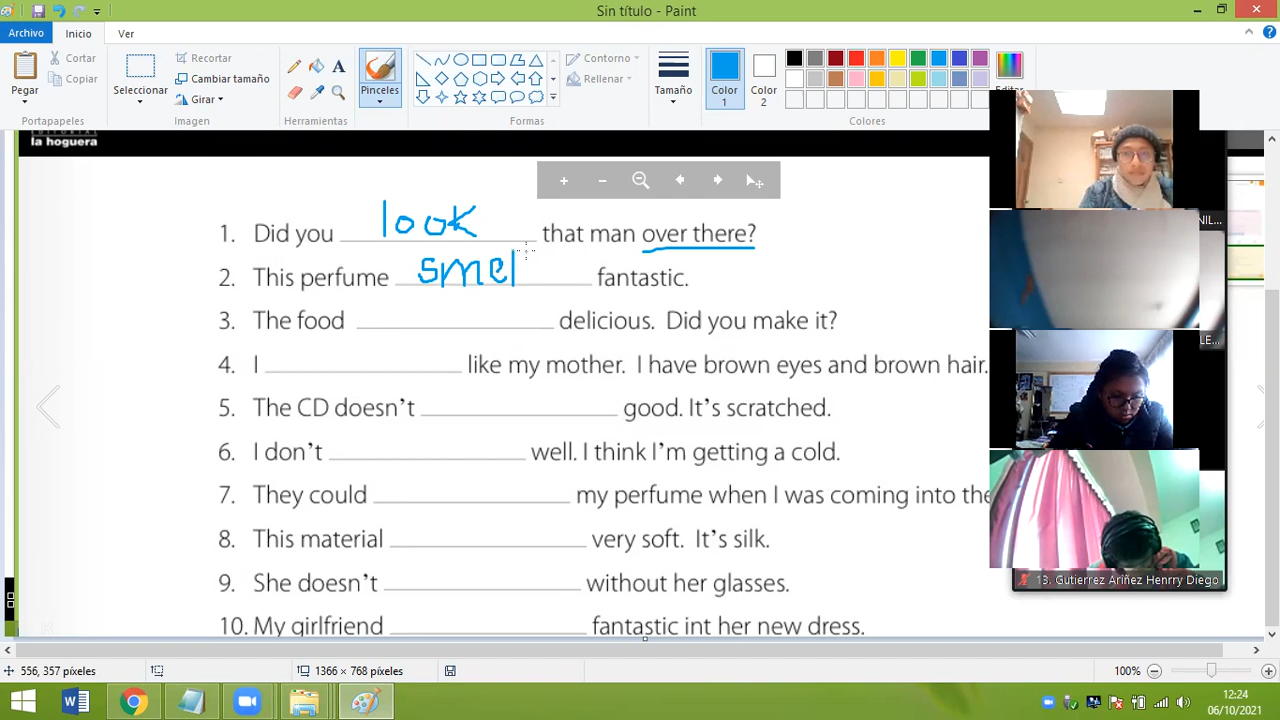 Sin título - Paint
Archivo Inicio Ver
Pegar
Cortar
Copiar
Portapapeles
Seleccionar
Recortar
Cambiar tamaño
Girar
Imagen
Herramientas
Pinceles
Contorno
Rellenar
Formas
Tamaño
Color 1
Color 2
Editar
Colores
la hoguera
1. Did you look that man over there?
2. This perfume smel fantastic.
3. The food delicious. Did you make it?
4. I like my mother. I have brown eyes and brown hair.
5. The CD doesn't good. It's scratched.
6. I don't well. I think I'm getting a cold.
7. They could my perfume when I was coming into the
8. This material very soft. It's silk.
9. She doesn't without her glasses.
10. My girlfriend fantastic int her new dress.
13. Gutierrez Ariñez Henrry Diego
556, 357 píxeles
1366 × 768 píxeles
100%
12:24
06/10/2021